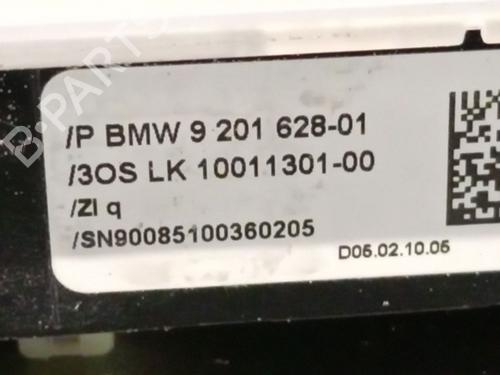 B-PARTS
/P BMW 9 201 628-01
/3OS LK 10011301-00
/ZI q
/SN90085100360205
D05.02.10.05